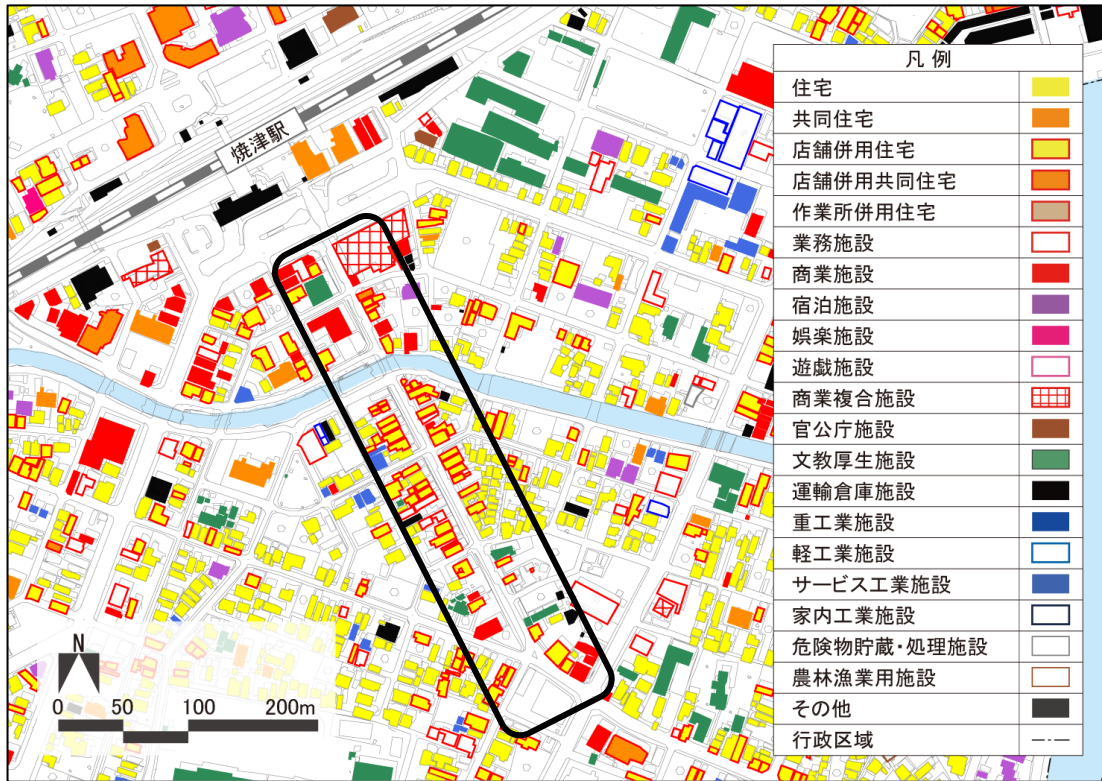 焼津駅
凡例
住宅
共同住宅
店舗併用住宅
店舗併用共同住宅
作業所併用住宅
業務施設
商業施設
宿泊施設
娯楽施設
遊戯施設
商業複合施設
官公庁施設
文教厚生施設
運輸倉庫施設
重工業施設
軽工業施設
サービス工業施設
家内工業施設
危険物貯蔵・処理施設
農林漁業用施設
その他
行政区域
N
0 50 100 200m